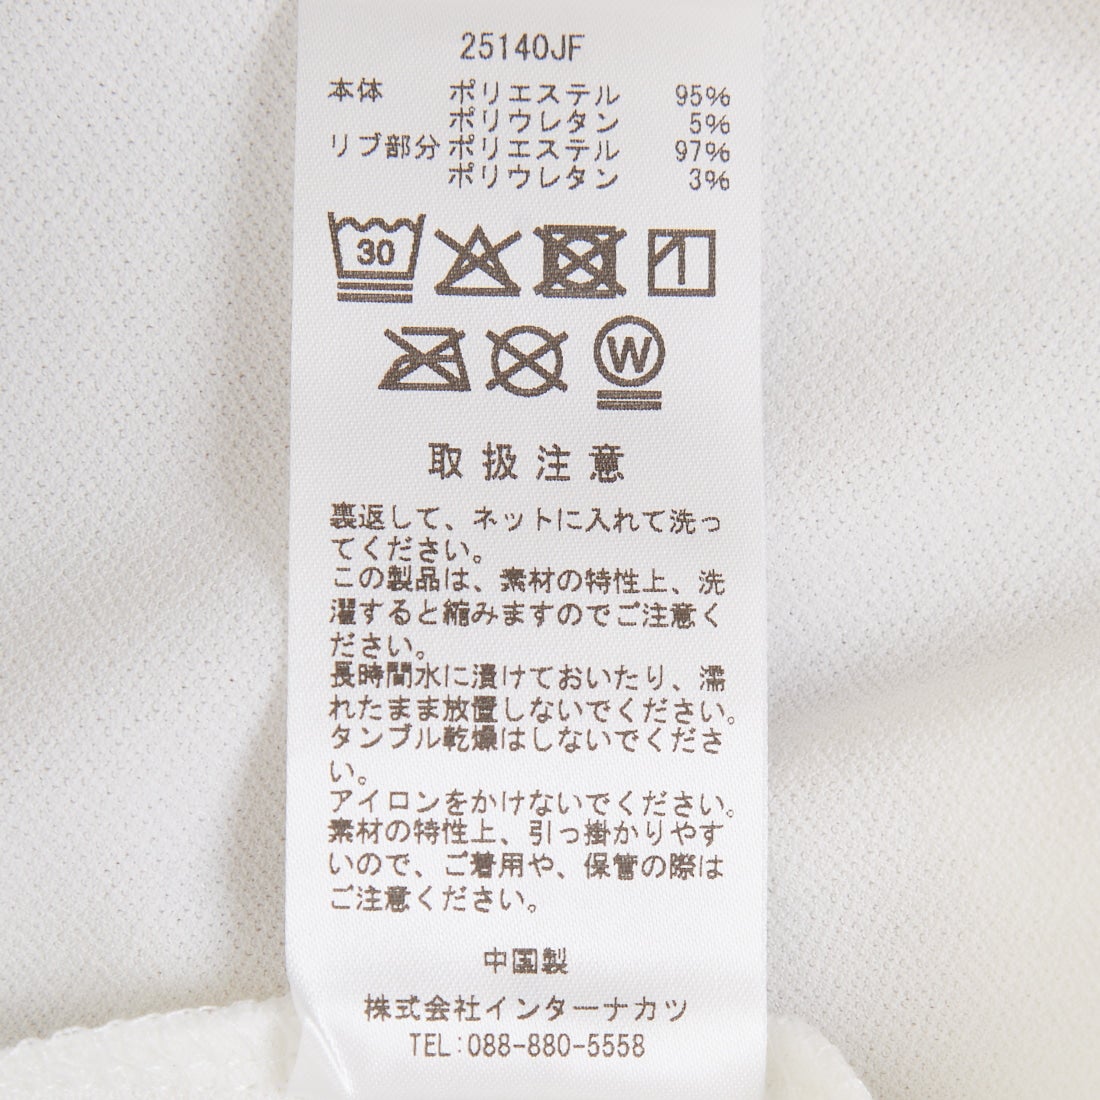 25140JF
本体 ポリエステル 95%
ポリウレタン 5%
リブ部分 ポリエステル 97%
ポリウレタン 3%
30
W
取扱注意
裏返して、ネットに入れて洗っ
てください。
この製品は、素材の特性上、洗
濯すると縮みますのでご注意く
ださい。
長時間水に漬けておいたり、濡
れたまま放置しないでください。
タンブル乾燥はしないでくださ
い。
アイロンをかけないでください。
素材の特性上、引っ掛かりやす
いので、ご着用や、保管の際は
ご注意ください。
中国製
株式会社インターナカツ
TEL:088-880-5558